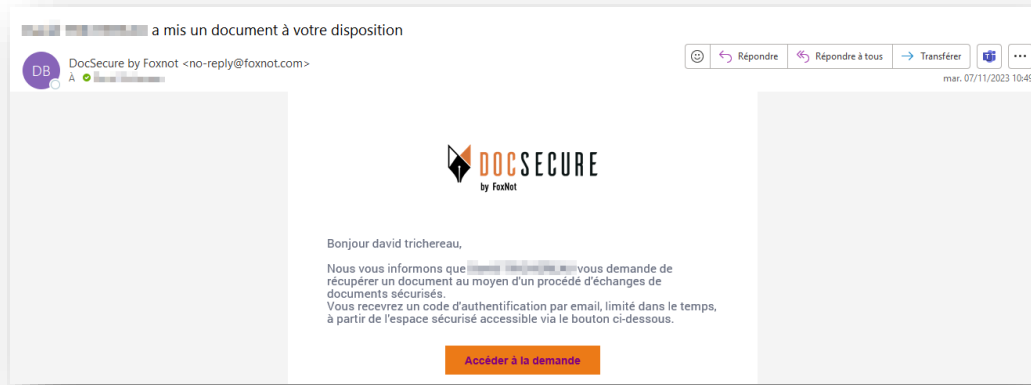 a mis un document à votre disposition
DB
DocSecure by Foxnot <no-reply@foxnot.com>
À
Répondre
Répondre à tous
Transférer
mar. 07/11/2023 10:49
DOCSECURE
by FoxNot
Bonjour david trichereau,
Nous vous informons que vous demande de
récupérer un document au moyen d'un procédé d'échanges de
documents sécurisés.
Vous recevrez un code d'authentification par email, limité dans le temps,
à partir de l'espace sécurisé accessible via le bouton ci-dessous.
Accéder à la demande